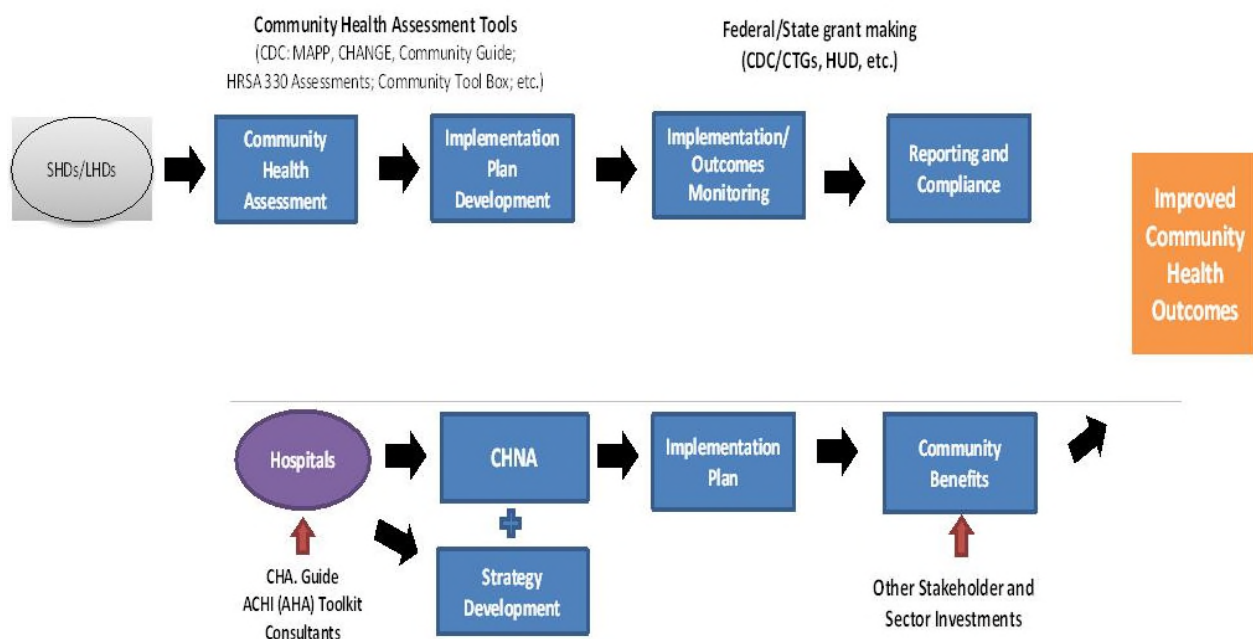 Community Health Assessment Tools
(CDC: MAPP, CHANGE, Community Guide;
HRSA 330 Assessments; Community Tool Box; etc.)
Federal/State grant making
(CDC/CTGs, HUD, etc.)
SHDs/LHDs
Community
Health
Assessment
Implementation
Plan
Development
Implementation/
Outcomes
Monitoring
Reporting and
Compliance
Improved
Community
Health
Outcomes
Hospitals
CHNA
Implementation
Plan
Community
Benefits
Strategy
Development
CHA. Guide
ACHI (AHA) Toolkit
Consultants
Other Stakeholder and
Sector Investments